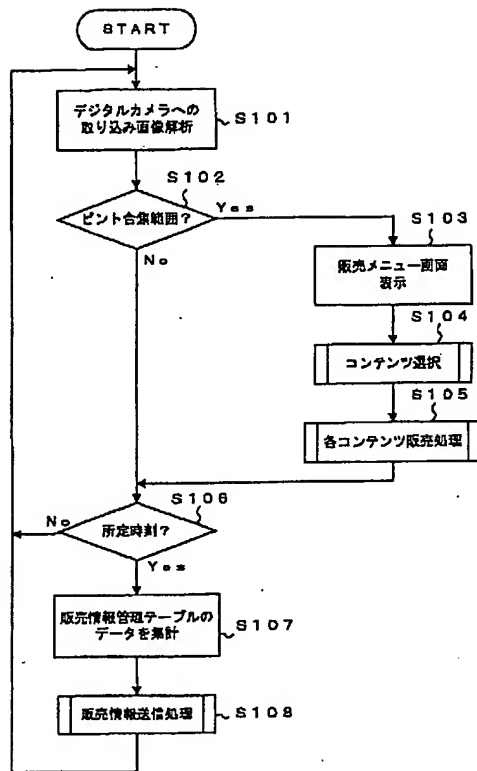 START
デジタルカメラへの
取り込み画像解析
S101
S102
ピント合焦範囲?
Yes
No
S103
販売メニュー画面
表示
S104
コンテンツ選択
S105
各コンテンツ販売処理
S106
所定時刻?
No
Yes
販売情報管理テーブルの
データを集計
S107
販売情報送信処理
S108